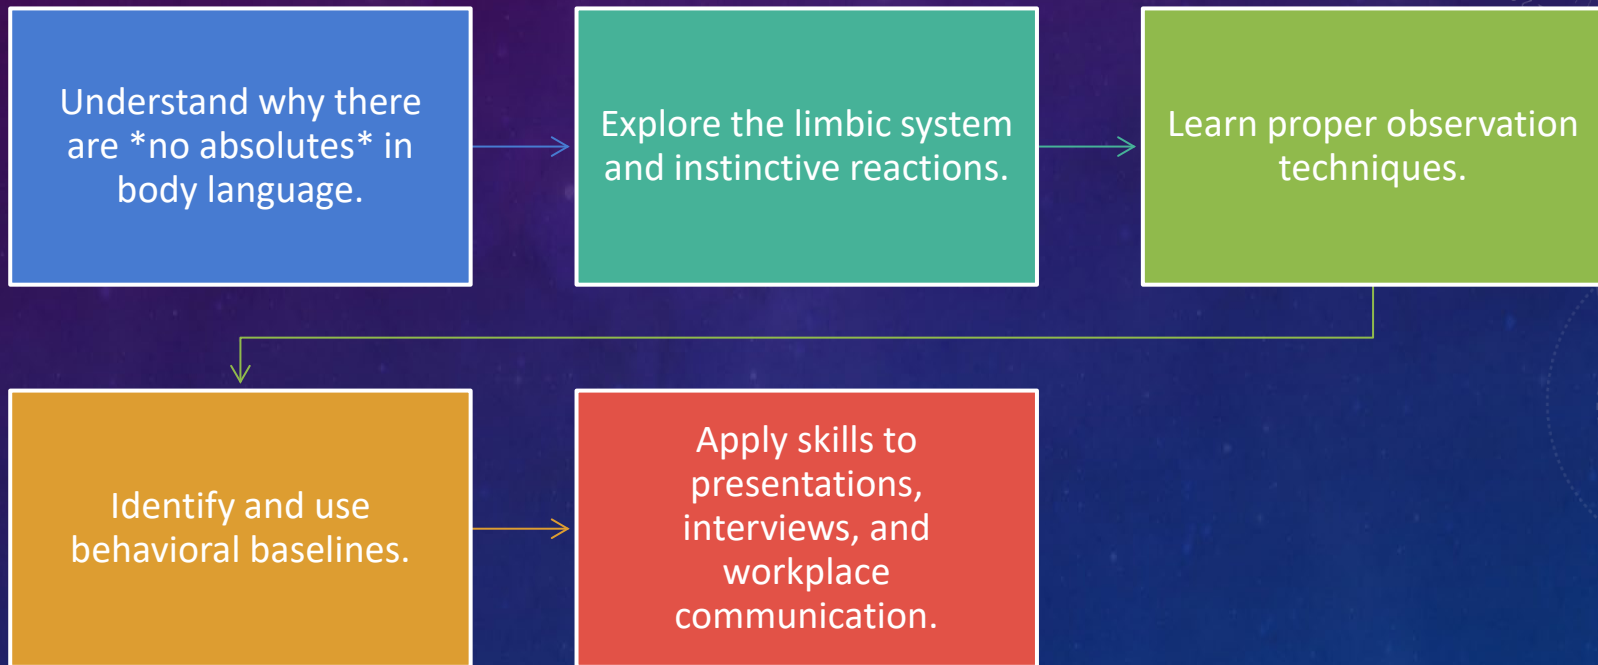 Understand why there
are *no absolutes* in
body language.
Explore the limbic system
and instinctive reactions.
Learn proper observation
techniques.
Identify and use
behavioral baselines.
Apply skills to
presentations,
interviews, and
workplace
communication.